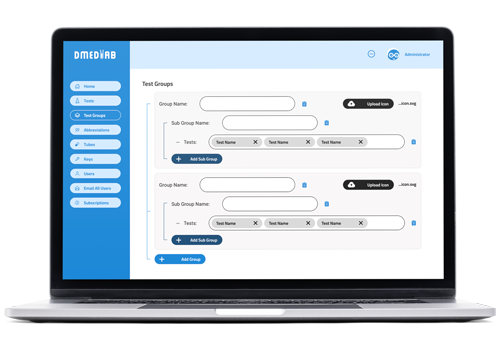 DMEDLAB
Administrator
Home
Tests
Test Groups
Abbreviations
Tubes
Keys
Users
Email All Users
Subscriptions
Test Groups
Group Name:
Upload icon
...icon.svg
Sub Group Name:
Tests:
Test Name
Test Name
Test Name
Add Sub Group
Group Name:
Upload icon
...icon.svg
Sub Group Name:
Tests:
Test Name
Test Name
Test Name
Add Sub Group
Add Group